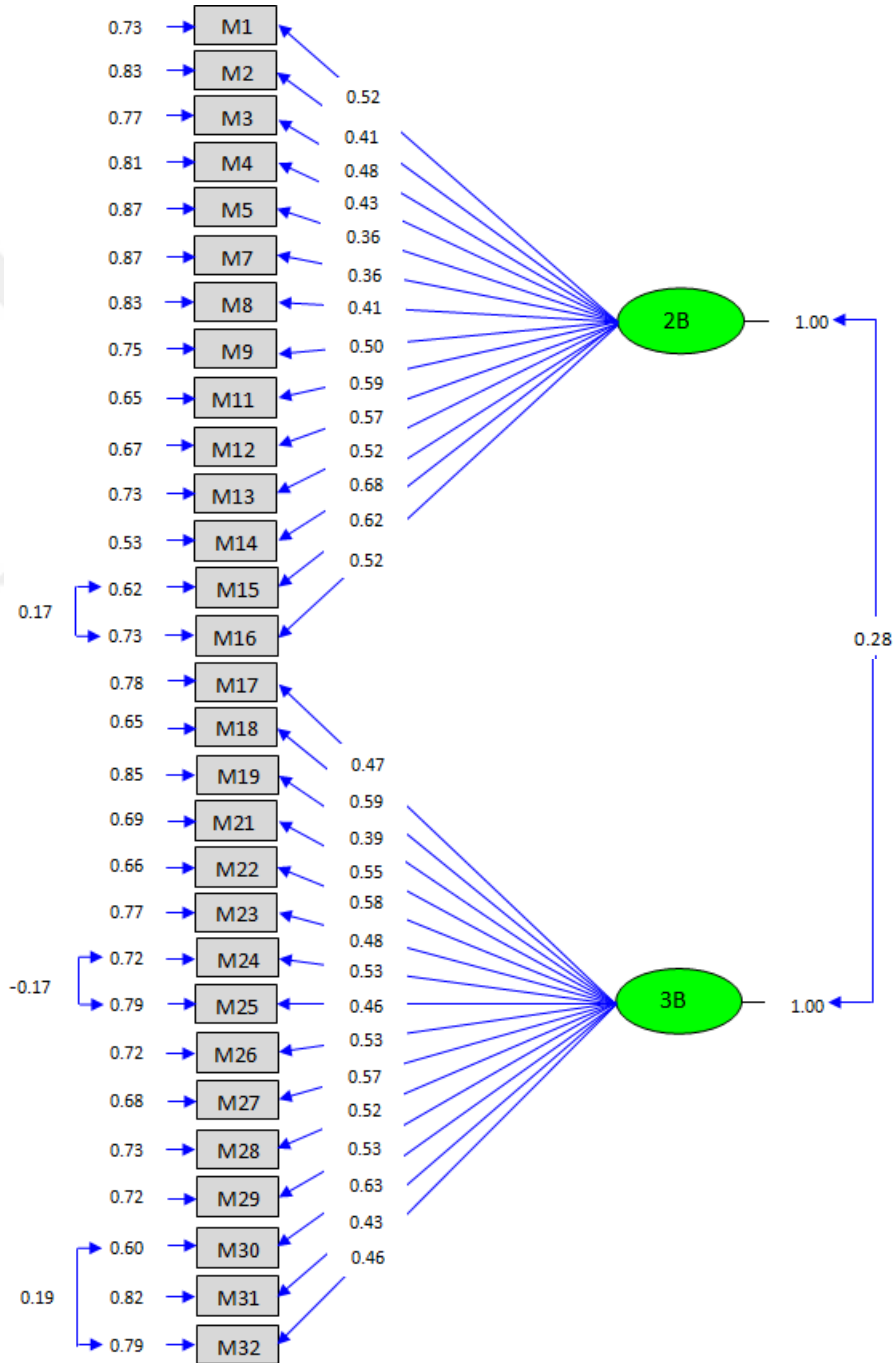 0.73 M1
0.83 M2
0.52
0.77 M3
0.41
0.81 M4
0.48
0.87 M5
0.43
0.36
0.87 M7
0.36
0.83 M8
0.41
2B 1.00
0.75 M9
0.50
0.59
0.65 M11
0.57
0.67 M12
0.52
0.73 M13
0.68
0.53 M14
0.62
0.52
0.62 M15
0.17
0.73 M16
0.28
0.78 M17
0.65 M18
0.47
0.85 M19
0.59
0.69 M21
0.39
0.55
0.66 M22
0.58
0.77 M23
0.48
0.72 M24
0.53
-0.17
0.79 M25
0.46
3B 1.00
0.53
0.72 M26
0.57
0.68 M27
0.52
0.73 M28
0.53
0.63
0.72 M29
0.43
0.60 M30
0.46
0.19
0.82 M31
0.79 M32